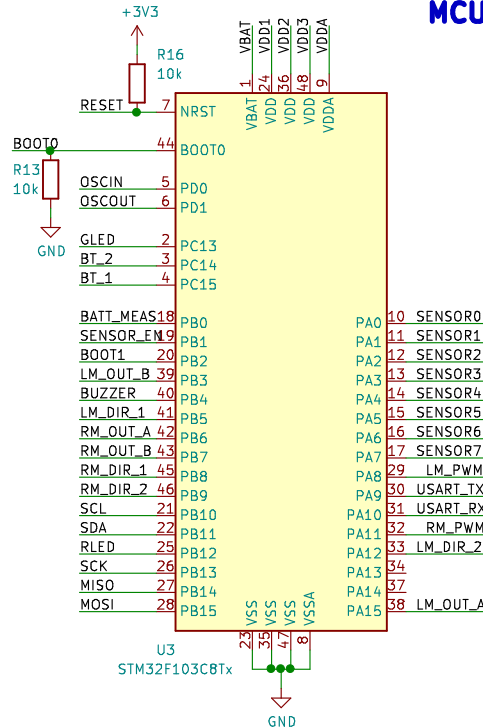 MCU
+3V3
R16
10k
VBAT
VDD1
VDD2
VDD3
VDDA
1
24
36
48
9
VBAT
VDD
VDD
VDD
VDDA
RESET 7 NRST
BOOT0 44 BOOT0
R13
10k
GND
OSCIN 5 PD0
OSCOUT 6 PD1
GLED 2 PC13
BT_2 3 PC14
BT_1 4 PC15
BATT_MEAS 18 PB0 PA0 10 SENSOR0
SENSOR_EN 19 PB1 PA1 11 SENSOR1
BOOT1 20 PB2 PA2 12 SENSOR2
LM_OUT_B 39 PB3 PA3 13 SENSOR3
BUZZER 40 PB4 PA4 14 SENSOR4
LM_DIR_1 41 PB5 PA5 15 SENSOR5
RM_OUT_A 42 PB6 PA6 16 SENSOR6
RM_OUT_B 43 PB7 PA7 17 SENSOR7
RM_DIR_1 45 PB8 PA8 29 LM_PWM
RM_DIR_2 46 PB9 PA9 30 USART_TX
SCL 21 PB10 PA10 31 USART_RX
SDA 22 PB11 PA11 32 RM_PWM
RLED 25 PB12 PA12 33 LM_DIR_2
SCK 26 PB13 PA13 34
MISO 27 PB14 PA14 37
MOSI 28 PB15 PA15 38 LM_OUT_A
VSS
VSS
VSS
VSSA
23
35
47
8
U3
STM32F103C8Tx
GND